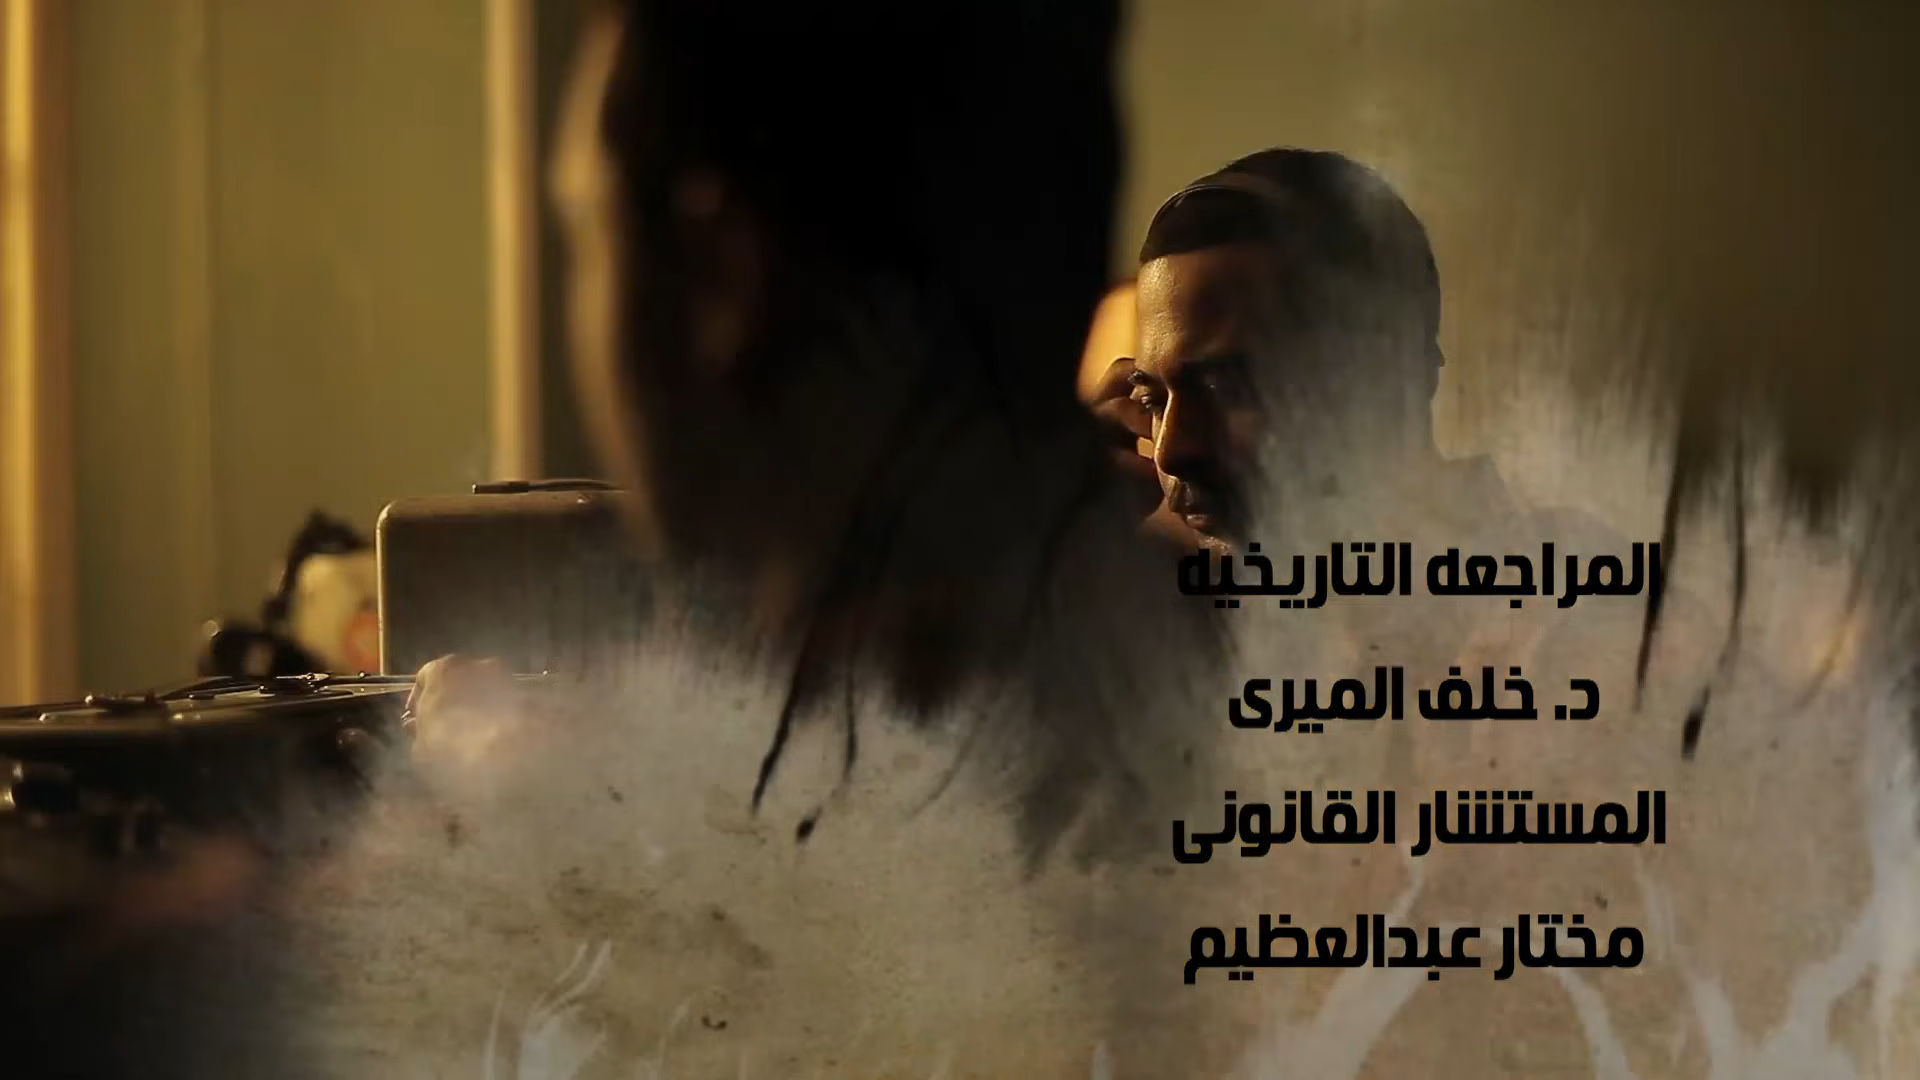 المراجعه التاريخيه
د. خلف الميرى
المستشار القانونى
مختار عبدالعظيم